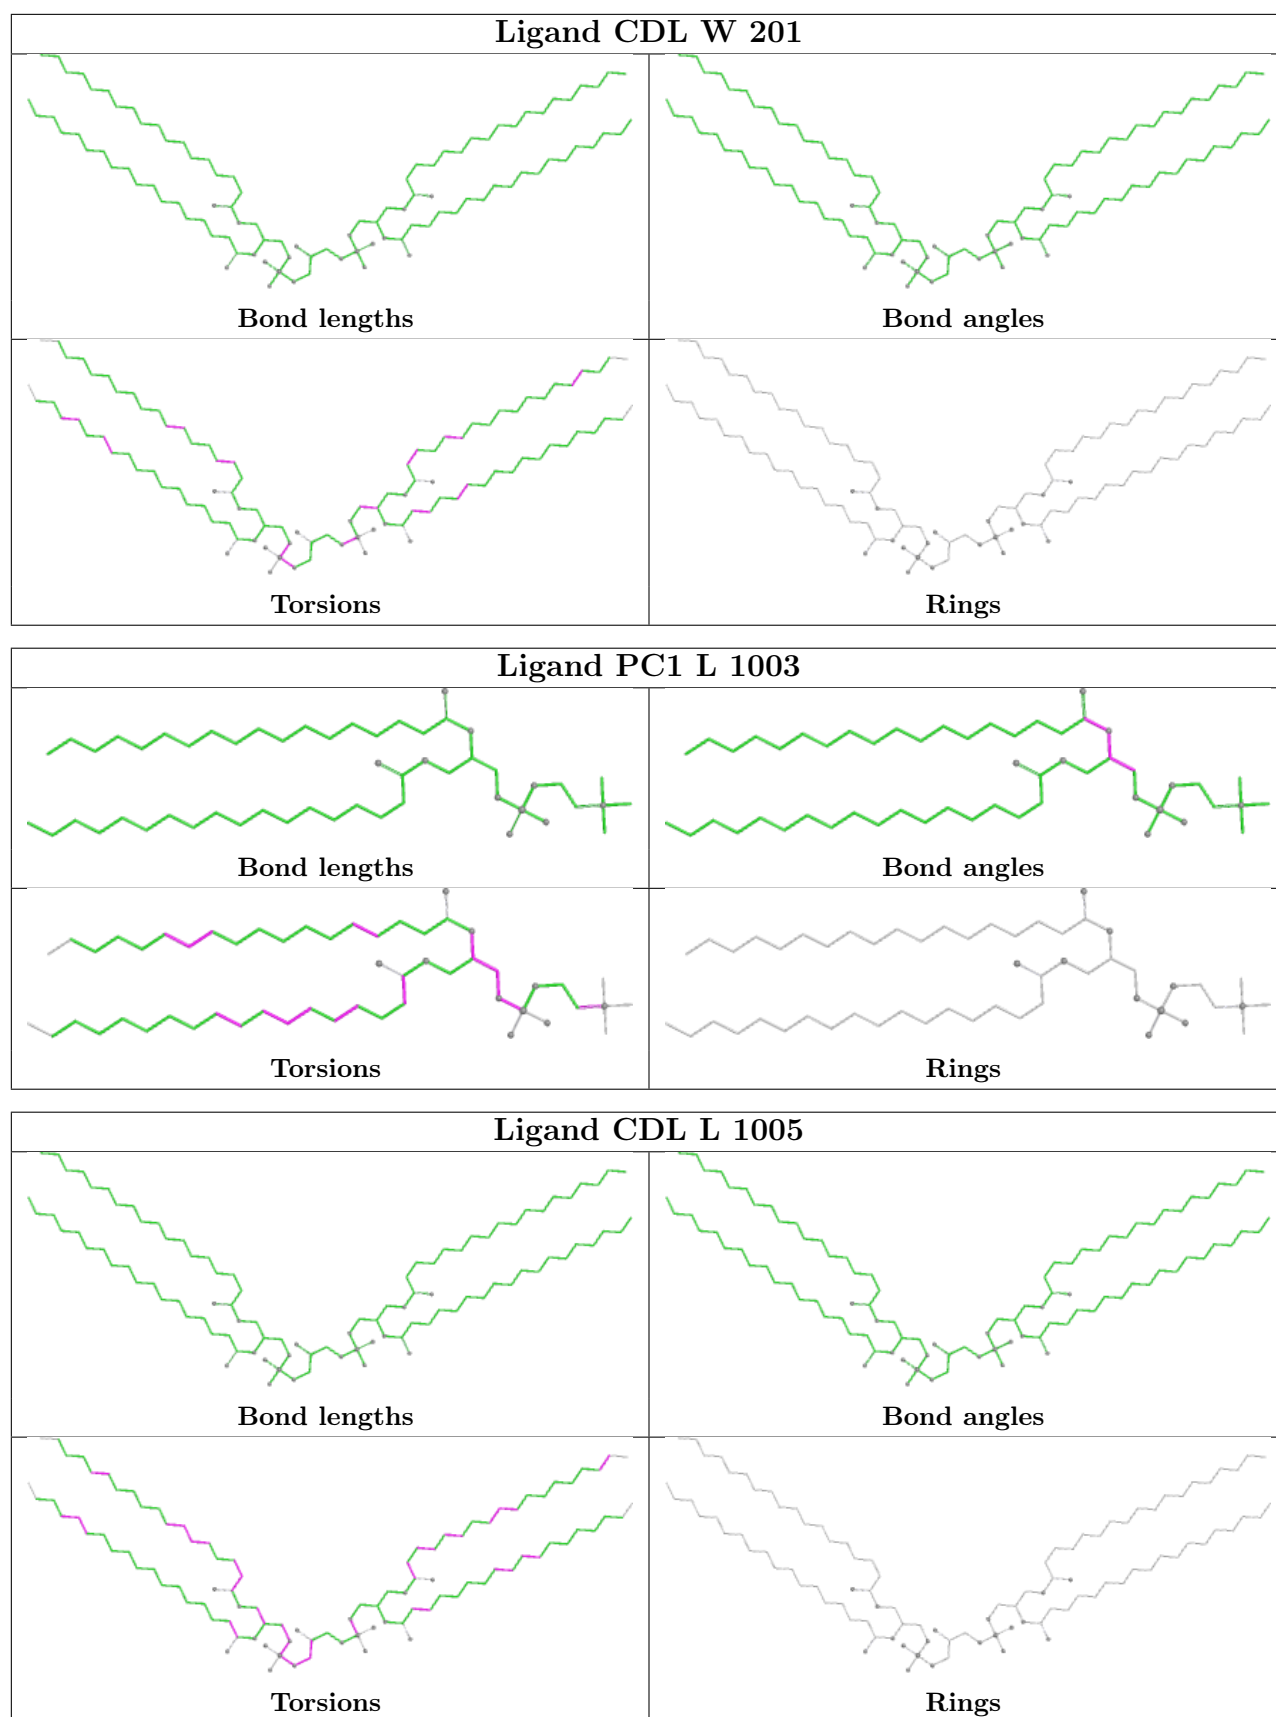 Ligand CDL W 201
Bond lengths
Bond angles
Torsions
Rings
Ligand PC1 L 1003
Bond lengths
Bond angles
Torsions
Rings
Ligand CDL L 1005
Bond lengths
Bond angles
Torsions
Rings